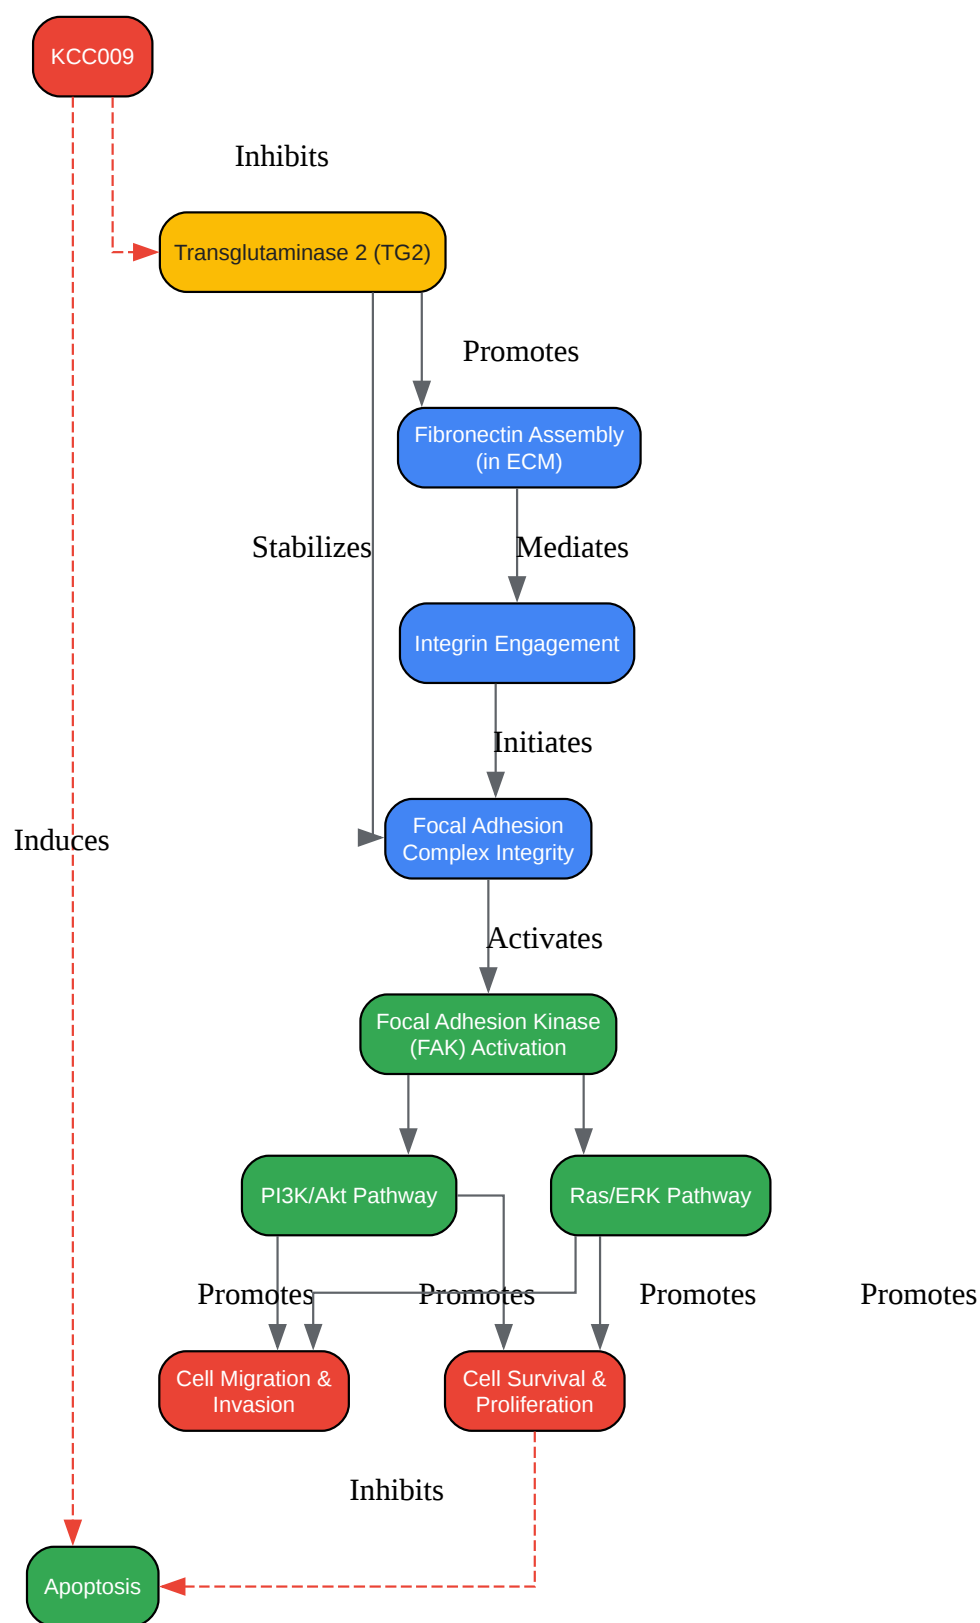 KCC009
Inhibits
Transglutaminase 2 (TG2)
Promotes
Fibronectin Assembly
(in ECM)
Stabilizes
Mediates
Integrin Engagement
Initiates
Focal Adhesion
Complex Integrity
Induces
Activates
Focal Adhesion Kinase
(FAK) Activation
PI3K/Akt Pathway
Ras/ERK Pathway
Promotes
Promotes
Promotes
Promotes
Cell Migration &
Invasion
Cell Survival &
Proliferation
Inhibits
Apoptosis